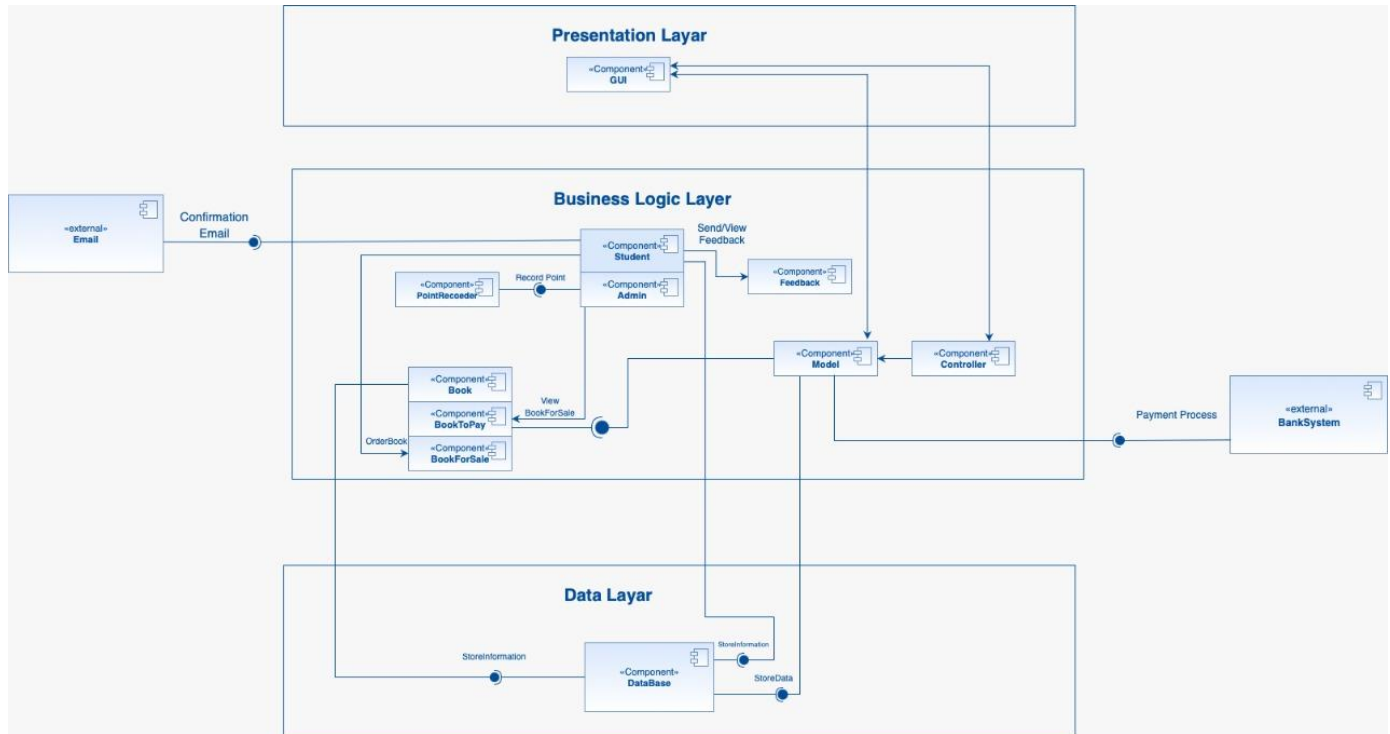 Presentation Layar
«Component»
GUI
Business Logic Layer
«external»
Email
Confirmation
Email
«Component»
Student
Send/View
Feedback
«Component»
Feedback
«Component»
PointRecoeder
Record Point
«Component»
Admin
«Component»
Model
«Component»
Controller
«Component»
Book
«Component»
BookToPay
View
BookForSale
OrderBook
«Component»
BookForSale
Payment Process
«external»
BankSystem
Data Layar
StoreInformation
«Component»
DataBase
StoreInformation
StoreData